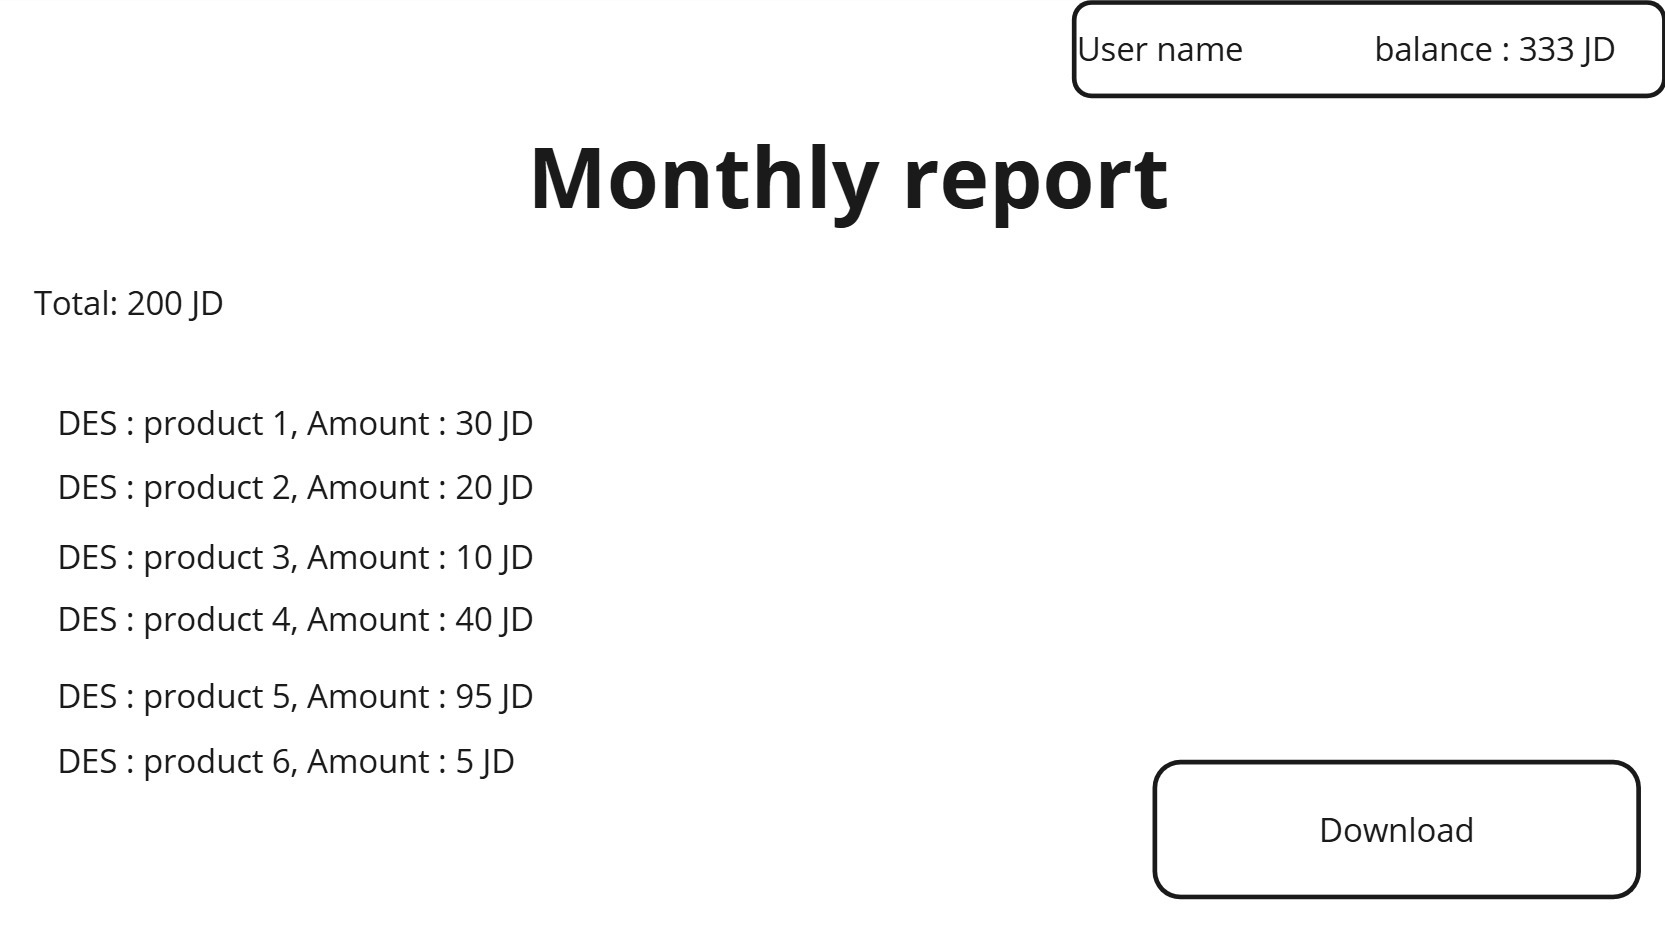 User name balance : 333 JD
Monthly report
Total: 200 JD
DES : product 1, Amount : 30 JD
DES : product 2, Amount : 20 JD
DES : product 3, Amount : 10 JD
DES : product 4, Amount : 40 JD
DES : product 5, Amount : 95 JD
DES : product 6, Amount : 5 JD
Download